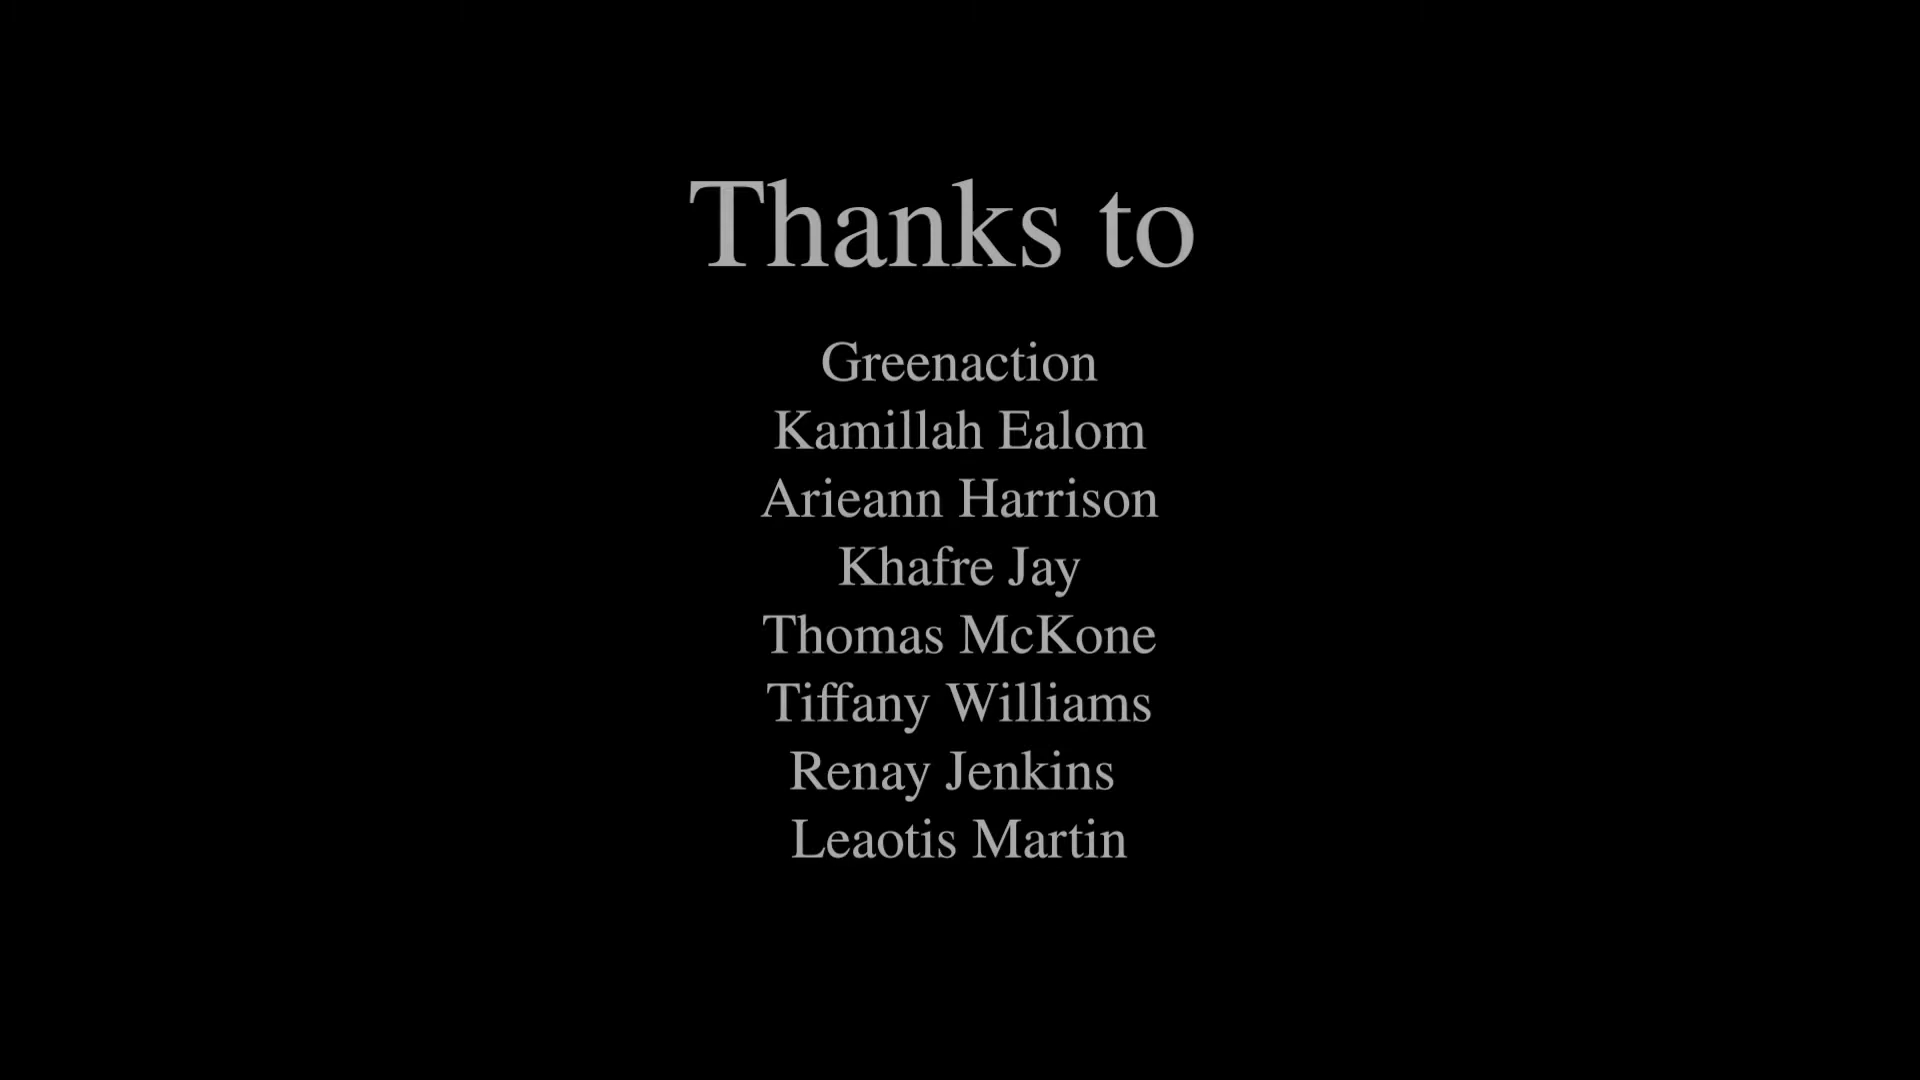 Thanks to
Greenaction
Kamillah Ealom
Arieann Harrison
Khafre Jay
Thomas McKone
Tiffany Williams
Renay Jenkins
Leaotis Martin